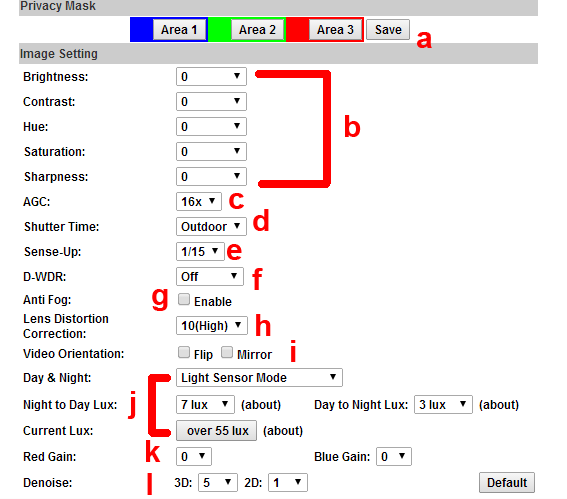 Privacy Mask
Area 1 Area 2 Area 3 Save a
Image Setting
Brightness: 0
Contrast: 0
Hue: 0 b
Saturation: 0
Sharpness: 0
AGC: 16x c
Shutter Time: Outdoor d
Sense-Up: 1/15 e
D-WDR: Off f
Anti Fog: g Enable
Lens Distortion
Correction: 10(High) h
Video Orientation: Flip Mirror i
Day & Night: Light Sensor Mode
Night to Day Lux: j 7 lux (about) Day to Night Lux: 3 lux (about)
Current Lux: over 55 lux (about)
Red Gain: k 0 Blue Gain: 0
Denoise: l 3D: 5 2D: 1 Default